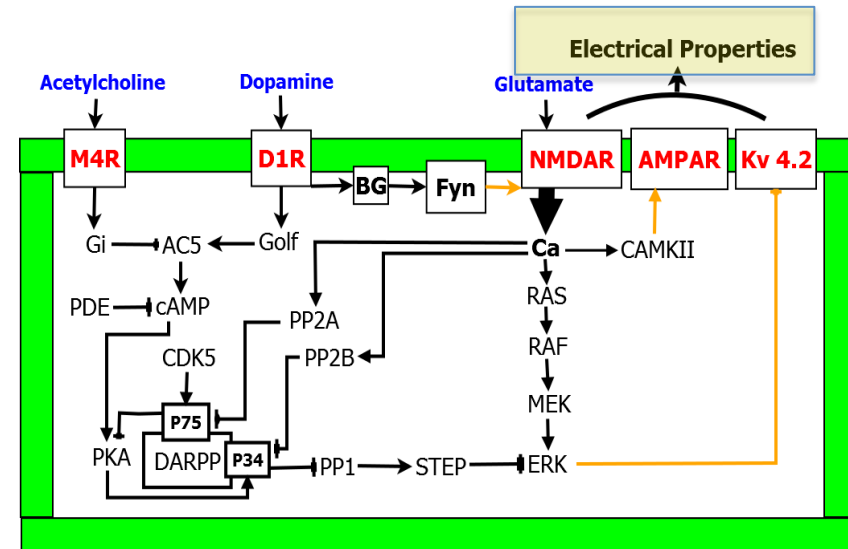 Electrical Properties
Acetylcholine
Dopamine
Glutamate
M4R
D1R
NMDAR
AMPAR
Kv 4.2
BG
Fyn
Gi
AC5
Golf
Ca
CAMKII
PDE
cAMP
PP2A
RAS
CDK5
PP2B
RAF
P75
MEK
PKA
DARPP
P34
PP1
STEP
ERK